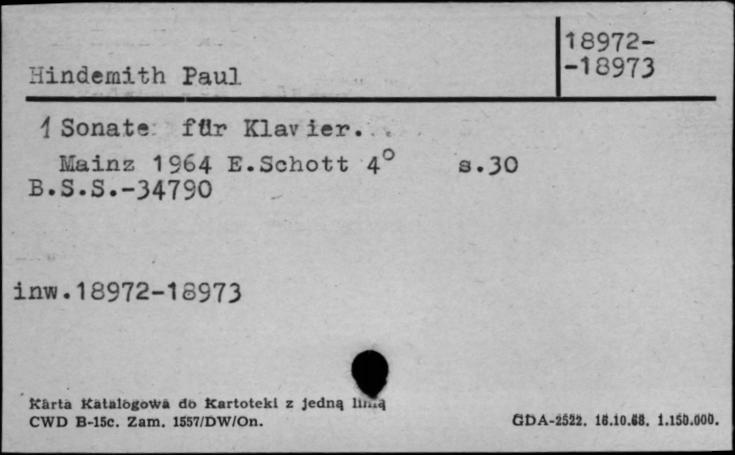 18972-
-18973
Hindemith Paul
1 Sonate für Klavier.
Mainz 1964 E.Schott 4° s.30
B.S.S.-34790
inw.18972-18973
Karta Katalogowa do Kartoteki z jedną linią
CWD B-15c. Zam. 1557/DW/On.
GDA-2522. 16.10.68. 1.150.000.